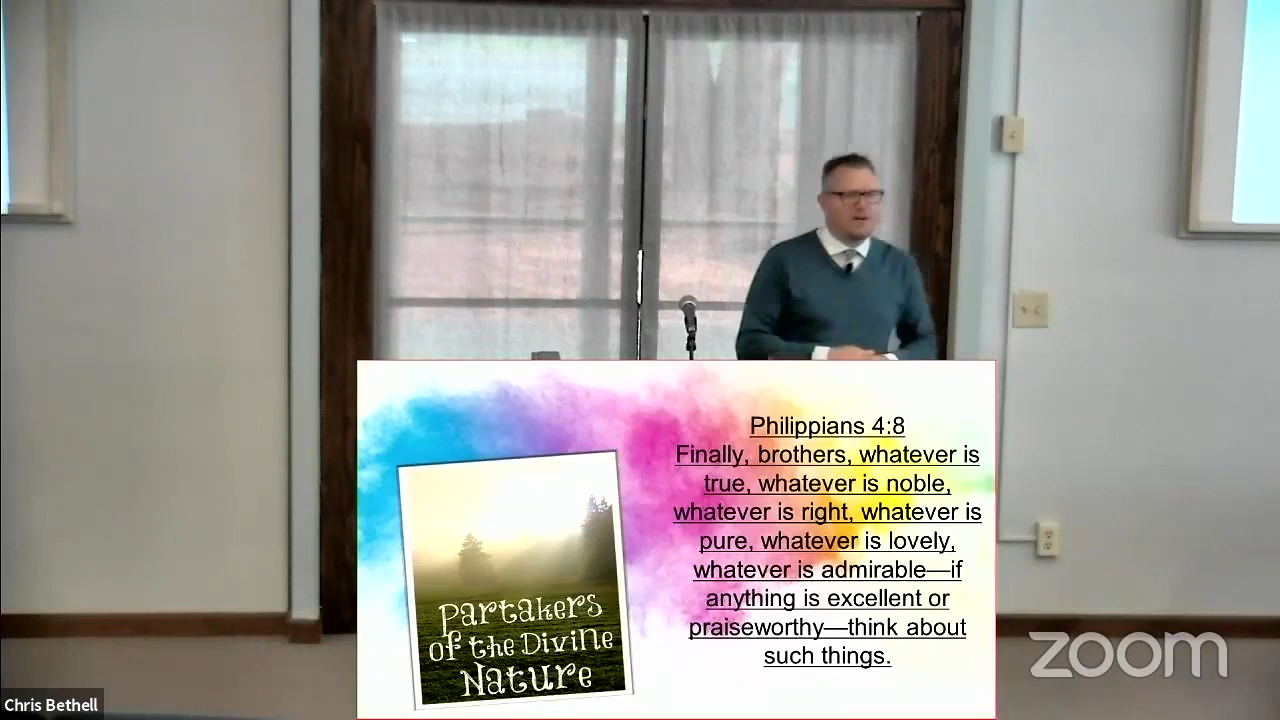 Philippians 4:8
Finally, brothers, whatever is
true, whatever is noble,
whatever is right, whatever is
pure, whatever is lovely,
whatever is admirable—if
anything is excellent or
praiseworthy—think about
such things.
Partakers
of the Divine
Nature
zoom
Chris Bethell